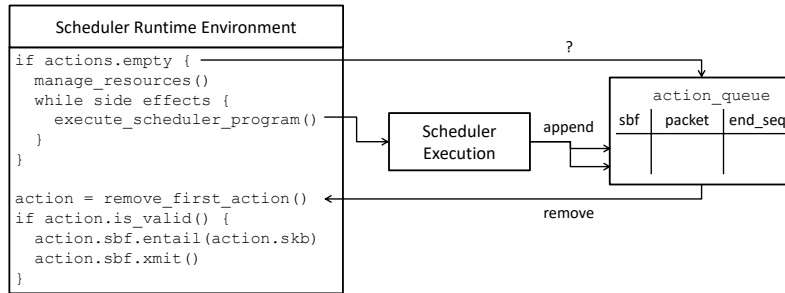 Scheduler Runtime Environment
if actions.empty {
manage_resources()
while side effects {
execute_scheduler_program()
}
}
action = remove_first_action()
if action.is_valid() {
action.sbf.entail(action.skb)
action.sbf.xmit()
}
?
Scheduler
Execution
append
action_queue
sbf packet end_seq
remove